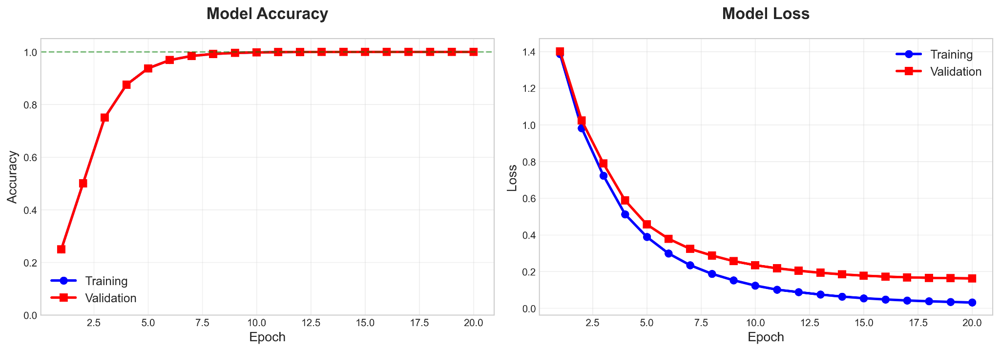 Model Accuracy
Accuracy
1.0
0.8
0.6
0.4
0.2
0.0
Training
Validation
2.5 5.0 7.5 10.0 12.5 15.0 17.5 20.0
Epoch
Model Loss
Loss
1.4
1.2
1.0
0.8
0.6
0.4
0.2
0.0
Training
Validation
2.5 5.0 7.5 10.0 12.5 15.0 17.5 20.0
Epoch